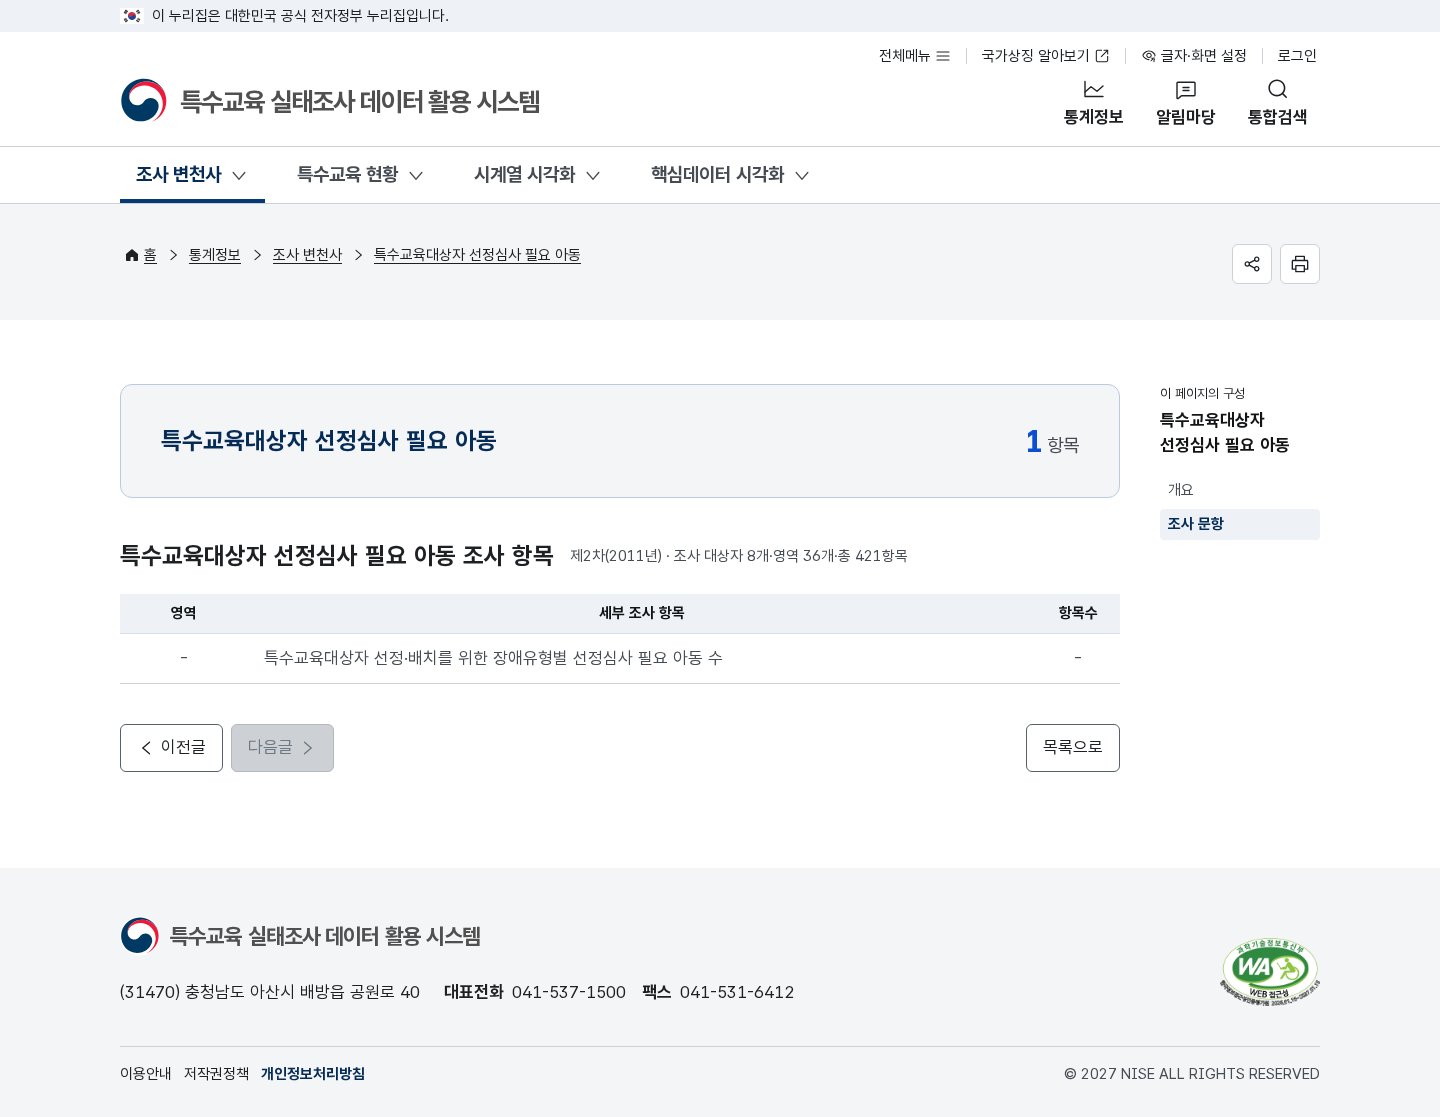 이 누리집은 대한민국 공식 전자정부 누리집입니다.
전체메뉴
국가상징 알아보기
글자·화면 설정
로그인
특수교육 실태조사 데이터 활용 시스템
통계정보
알림마당
통합검색
조사 변천사
특수교육 현황
시계열 시각화
핵심데이터 시각화
홈
통계정보
조사 변천사
특수교육대상자 선정심사 필요 아동
특수교육대상자 선정심사 필요 아동
1 항목
이 페이지의 구성
특수교육대상자
선정심사 필요 아동
개요
조사 문항
특수교육대상자 선정심사 필요 아동 조사 항목
제2차(2011년) · 조사 대상자 8개·영역 36개·총 421항목
영역 세부 조사 항목 항목수
- 특수교육대상자 선정·배치를 위한 장애유형별 선정심사 필요 아동 수 -
이전글
다음글
목록으로
특수교육 실태조사 데이터 활용 시스템
(31470) 충청남도 아산시 배방읍 공원로 40 대표전화 041-537-1500 팩스 041-531-6412
과학기술정보통신부
WA
WEB 접근성
이용안내 저작권정책 개인정보처리방침
© 2027 NISE ALL RIGHTS RESERVED